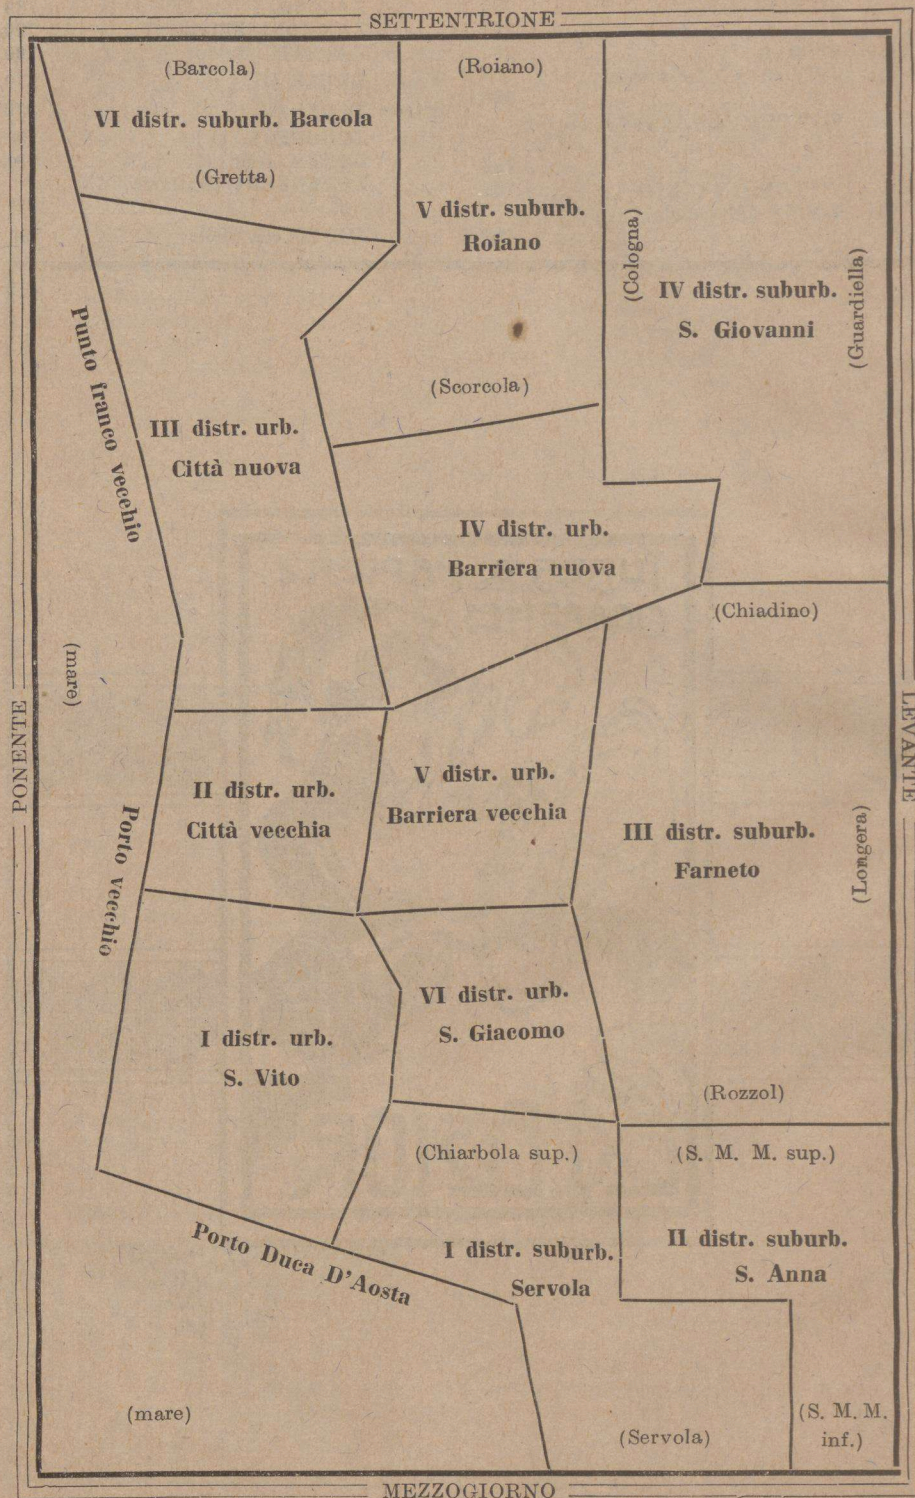 SETTENTRIONE
(Barcola)
VI distr. suburb. Barcola
(Gretta)
(Roiano)
V distr. suburb.
Roiano
(Scorcola)
(Cologna)
IV distr. suburb.
S. Giovanni
(Guardiella)
Punto franco vecchio
III distr. urb.
Città nuova
IV distr. urb.
Barriera nuova
(Chiadino)
(mare)
PONENTE
LEVANTE
II distr. urb.
Città vecchia
V distr. urb.
Barriera vecchia
III distr. suburb.
Farneto
(Longera)
Porto vecchio
I distr. urb.
S. Vito
VI distr. urb.
S. Giacomo
(Rozzol)
(Chiarbola sup.)
(S. M. M. sup.)
Porto Duca D'Aosta
I distr. suburb.
Servola
II distr. suburb.
S. Anna
(mare)
(Servola)
(S. M. M.
inf.)
MEZZOGIORNO